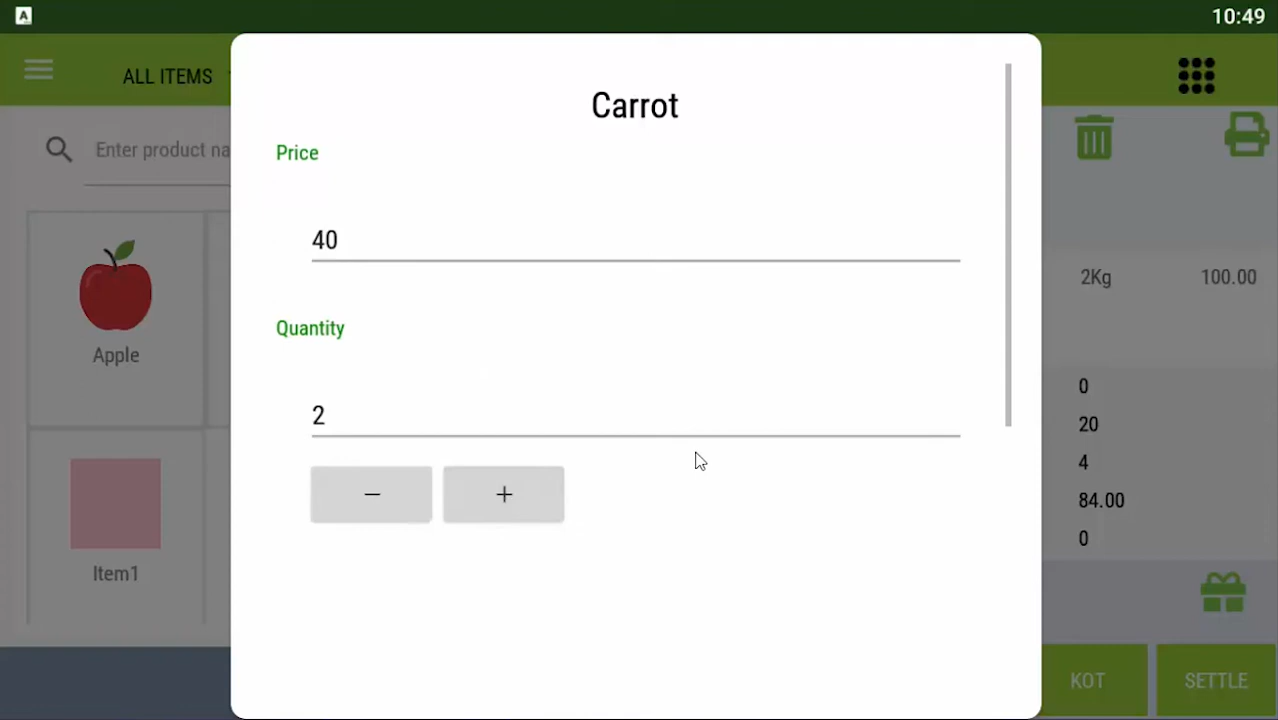 A
10:49
ALL ITEMS
Enter product na
Apple
Item1
Carrot
Price
40
Quantity
2
−
+
2Kg 100.00
0
20
4
84.00
0
KOT
SETTLE